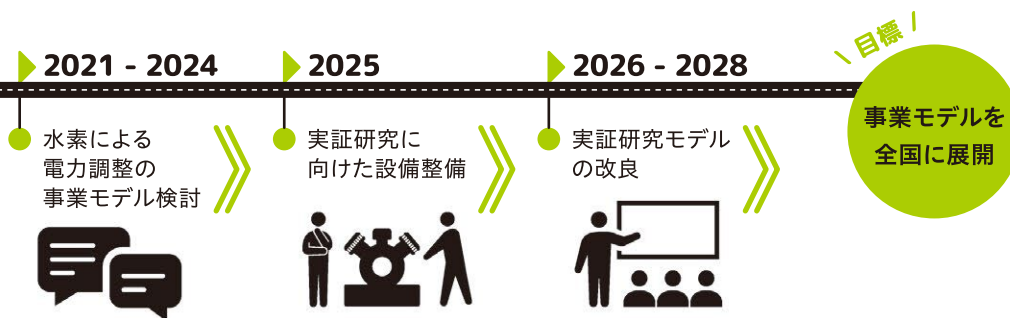 2021 - 2024
水素による
電力調整の
事業モデル検討
2025
実証研究に
向けた設備整備
2026 - 2028
実証研究モデル
の改良
\ 目標 /
事業モデルを
全国に展開